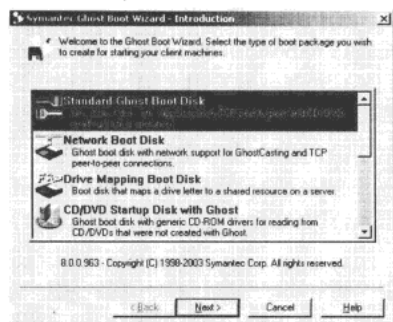 Symantec Ghost Boot Wizard - Introduction
Welcome to the Ghost Boot Wizard. Select the type of boot package you wish
to create for starting your client machines.
Standard Ghost Boot Disk
Network Boot Disk
Ghost boot disk with network support for GhostCasting and TCP
peer-to-peer connections.
Drive Mapping Boot Disk
Boot disk that maps a drive letter to a shared resource on a server.
CD/DVD Startup Disk with Ghost
Ghost boot disk with generic CD-ROM drivers for reading from
CD/DVDs that were not created with Ghost.
8.0.0.963 - Copyright (C) 1998-2003 Symantec Corp. All rights reserved.
< Back Next > Cancel Help